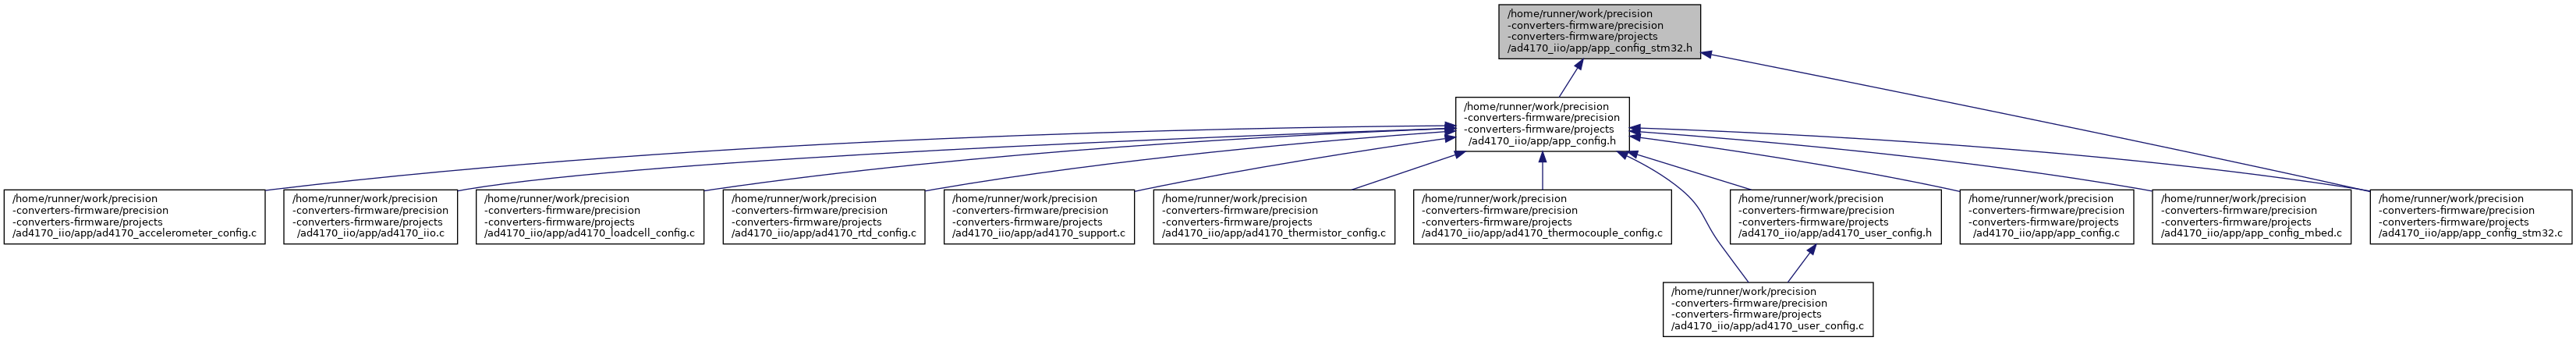 /home/runner/work/precision
-converters-firmware/precision
-converters-firmware/projects
/ad4170_iio/app/app_config_stm32.h
/home/runner/work/precision
-converters-firmware/precision
-converters-firmware/projects
/ad4170_iio/app/app_config.h
/home/runner/work/precision
-converters-firmware/precision
-converters-firmware/projects
/ad4170_iio/app/ad4170_accelerometer_config.c
/home/runner/work/precision
-converters-firmware/precision
-converters-firmware/projects
/ad4170_iio/app/ad4170_iio.c
/home/runner/work/precision
-converters-firmware/precision
-converters-firmware/projects
/ad4170_iio/app/ad4170_loadcell_config.c
/home/runner/work/precision
-converters-firmware/precision
-converters-firmware/projects
/ad4170_iio/app/ad4170_rtd_config.c
/home/runner/work/precision
-converters-firmware/precision
-converters-firmware/projects
/ad4170_iio/app/ad4170_support.c
/home/runner/work/precision
-converters-firmware/precision
-converters-firmware/projects
/ad4170_iio/app/ad4170_thermistor_config.c
/home/runner/work/precision
-converters-firmware/precision
-converters-firmware/projects
/ad4170_iio/app/ad4170_thermocouple_config.c
/home/runner/work/precision
-converters-firmware/precision
-converters-firmware/projects
/ad4170_iio/app/ad4170_user_config.h
/home/runner/work/precision
-converters-firmware/precision
-converters-firmware/projects
/ad4170_iio/app/app_config.c
/home/runner/work/precision
-converters-firmware/precision
-converters-firmware/projects
/ad4170_iio/app/app_config_mbed.c
/home/runner/work/precision
-converters-firmware/precision
-converters-firmware/projects
/ad4170_iio/app/app_config_stm32.c
/home/runner/work/precision
-converters-firmware/precision
-converters-firmware/projects
/ad4170_iio/app/ad4170_user_config.c